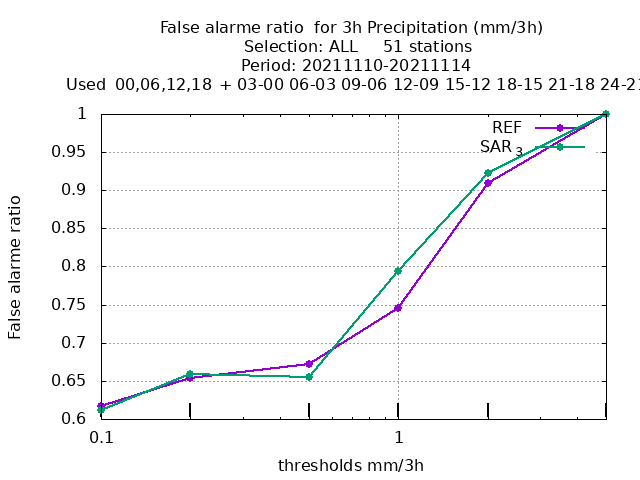 False alarme ratio for 3h Precipitation (mm/3h)
Selection: ALL 51 stations
Period: 20211110-20211114
Used 00,06,12,18 + 03-00 06-03 09-06 12-09 15-12 18-15 21-18 24-21
REF
SAR 3
1
0.95
0.9
0.85
0.8
0.75
0.7
0.65
0.6
False alarme ratio
0.1 1
thresholds mm/3h